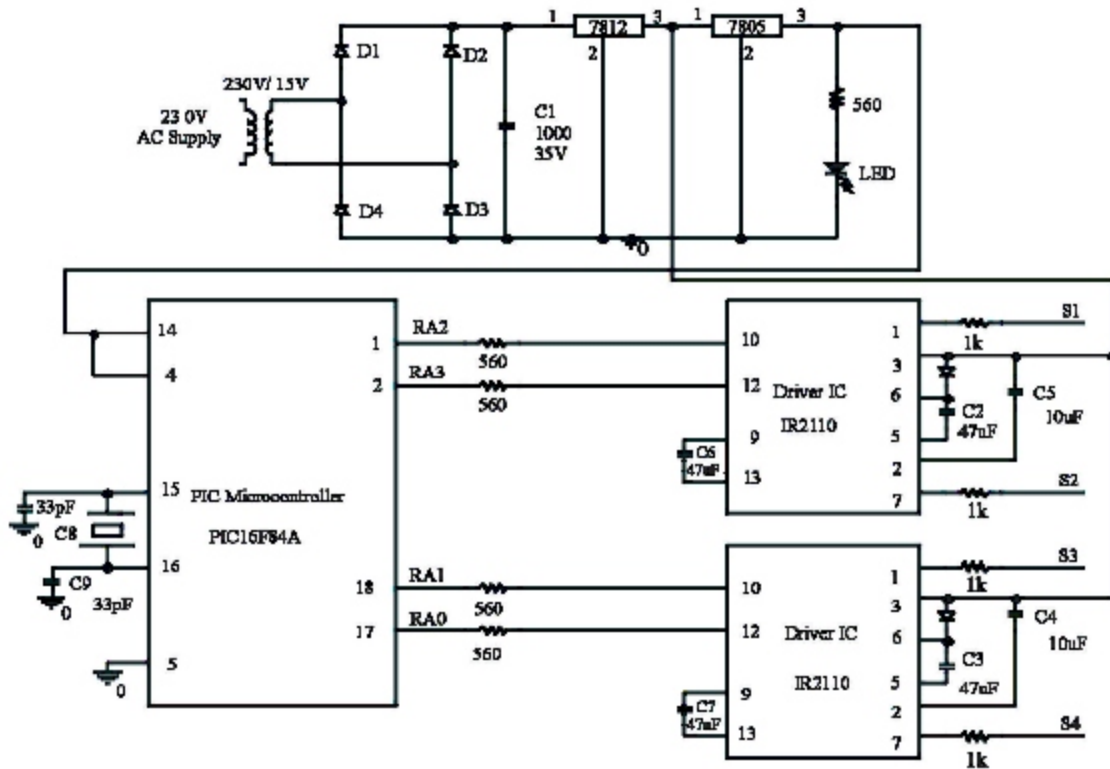 1
7812
3
1
7805
3
D1
D2
2
2
230V/ 15V
23 0V
AC Supply
C1
1000
35V
560
LED
D4
D3
0
14
4
1
RA2
560
2
RA3
560
10
12
Driver IC
IR2110
9
13
C6
47uF
1
3
6
5
2
7
S1
1k
C5
10uF
C2
47uF
S2
1k
15
33pF
0
C8
PIC Microcontroller
PIC16F84A
16
C9
33pF
0
18
RA1
560
17
RA0
560
5
0
10
12
Driver IC
IR2110
9
13
C7
47uF
1
3
6
5
2
7
S3
1k
C4
10uF
C3
47uF
S4
1k